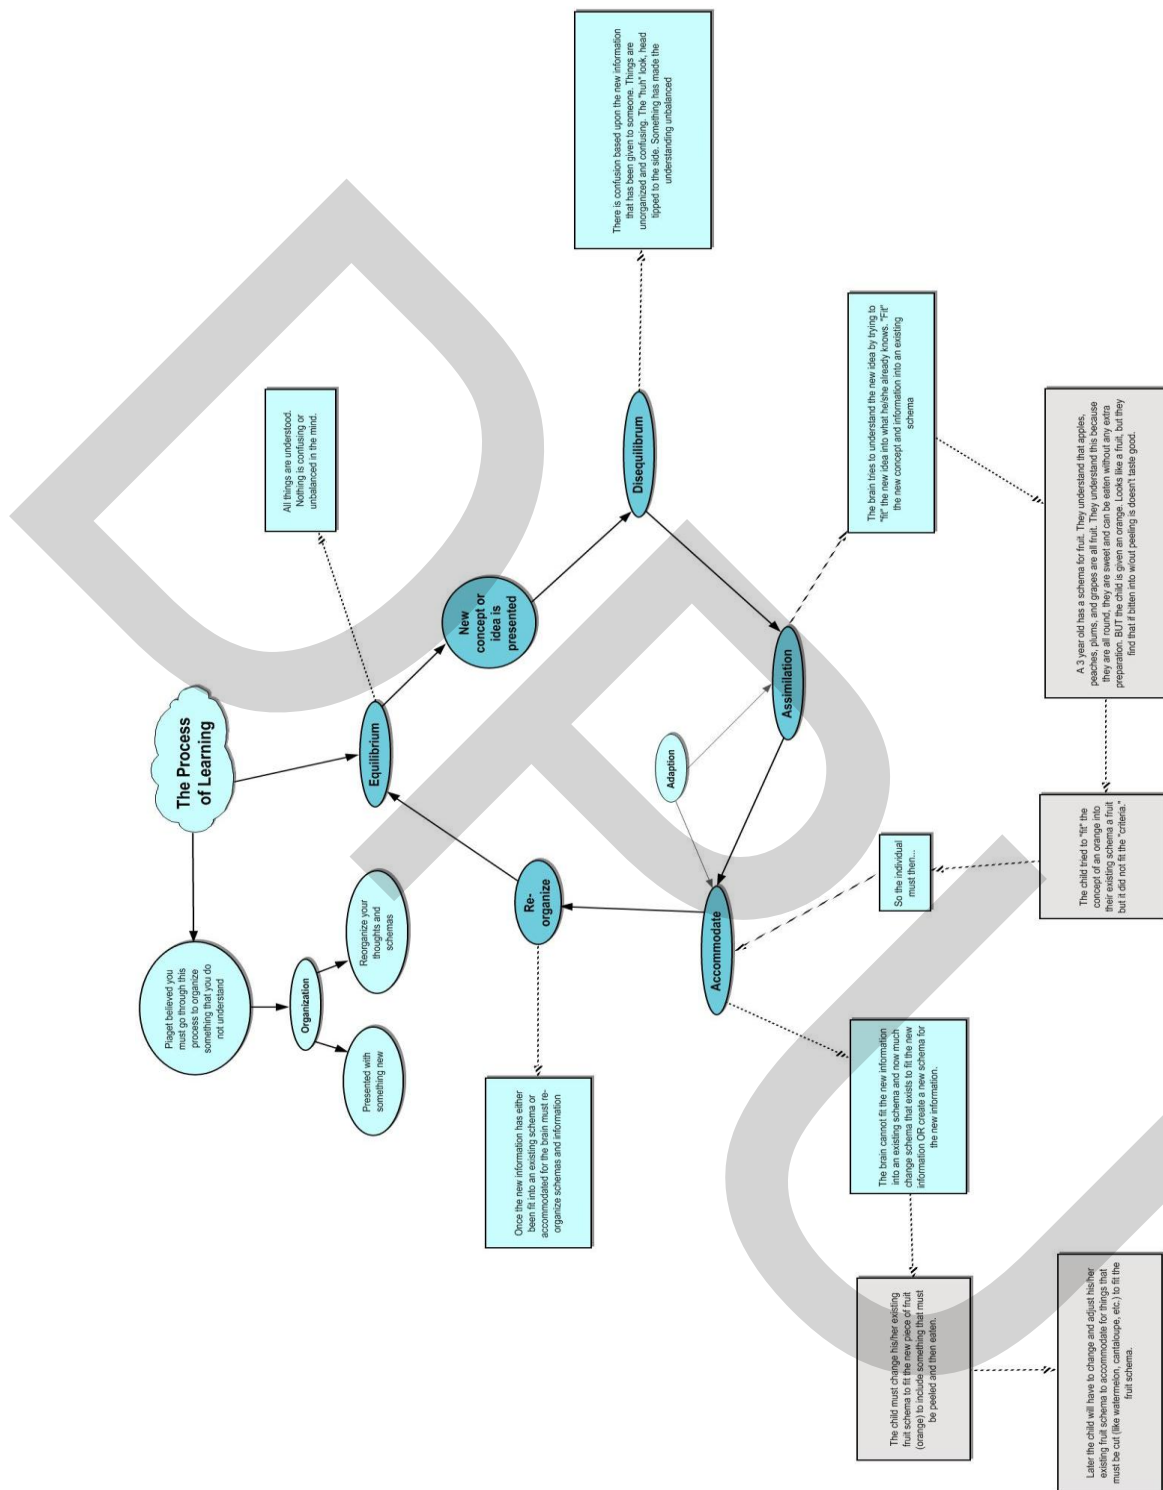 The Process
of Learning
Piaget believed you
must go through this
process to organize
something that you do
not understand
Organization
Presented with
something new
Reorganize your
thoughts and
schemas
Equilibrium
All things are understood.
Nothing is confusing or
unbalanced in the mind.
New
concept or
idea is
presented
Disequilibrum
There is confusion based upon the new information
that has been given to someone. Things are
unorganized and confusing. The "huh" look, head
tipped to the side. Something has made the
understanding unbalanced
Assimilation
The brain tries to understand the new idea by trying to
"fit" the new idea into what he/she already knows. "Fit"
the new concept and information into an existing
schema
A 3 year old has a schema for fruit. They understand that apples,
peaches, plums, and grapes are all fruit. They understand this because
they are all round, they are sweet and can be eaten without any extra
preparation. BUT the child is given an orange. Looks like a fruit, but they
find that if bitten into w/out peeling is doesn't taste good.
The child tried to "fit" the
concept of an orange into
their existing schema a fruit
but it did not fit the "criteria."
So the individual
must then...
Adaption
Accommodate
The brain cannot fit the new information
into an existing schema and now much
change schema that exists to fit the new
information OR create a new schema for
the new information.
The child must change his/her existing
fruit schema to fit the new piece of fruit
(orange) to include something that must
be peeled and then eaten.
Later the child will have to change and adjust his/her
existing fruit schema to accommodate for things that
must be cut (like watermelon, cantaloupe, etc.) to fit the
fruit schema.
Re-
organize
Once the new information has either
been fit into an existing schema or
accommodated for the brain must re-
organize schemas and information